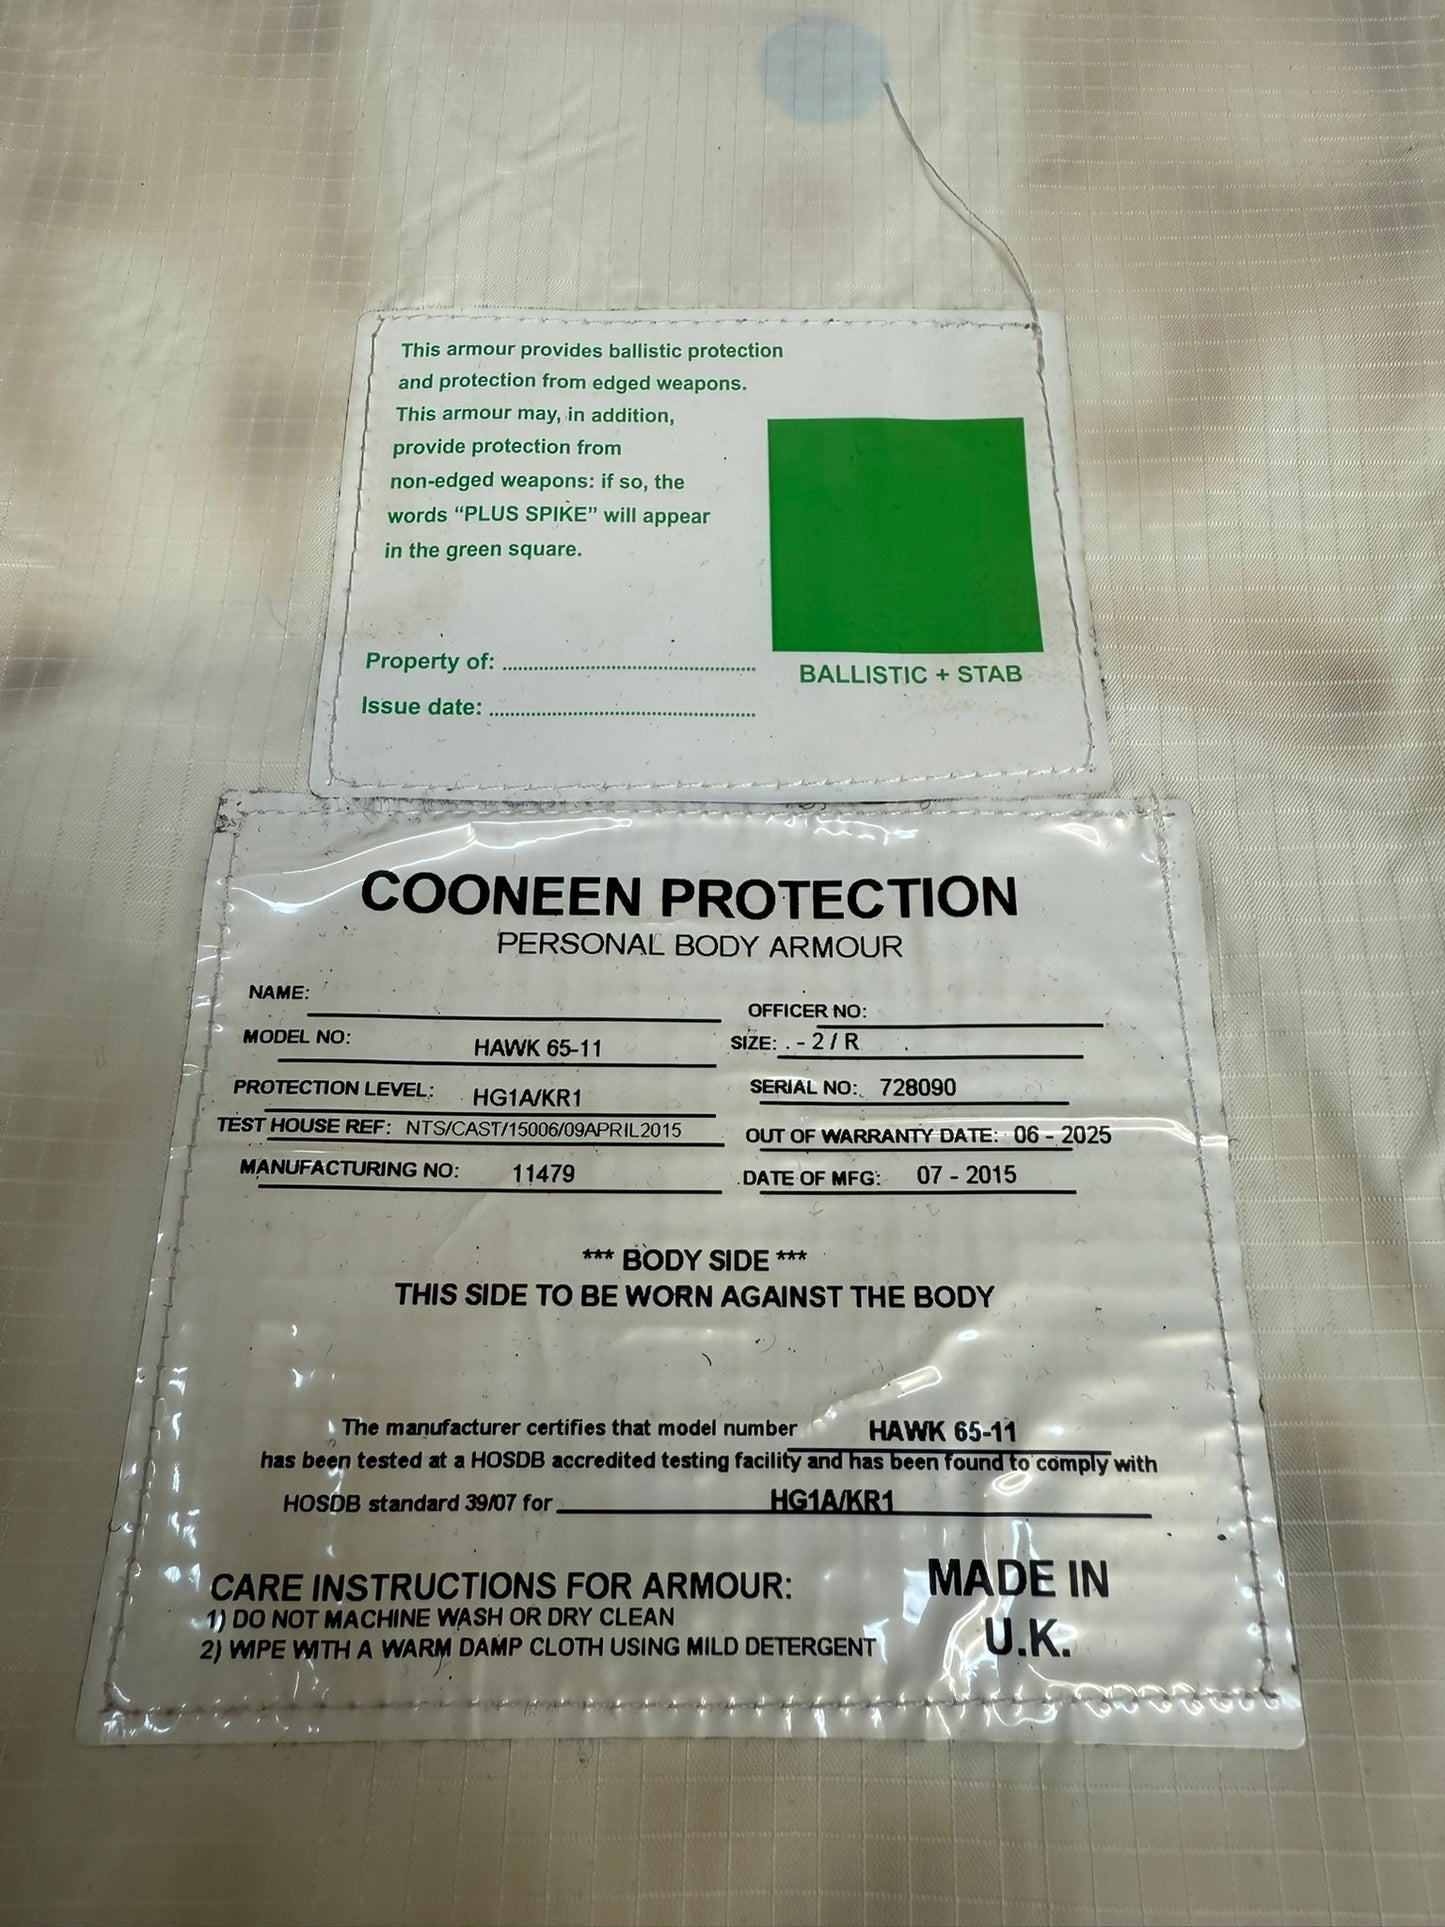 This armour provides ballistic protection
and protection from edged weapons.
This armour may, in addition,
provide protection from
non-edged weapons: if so, the
words “PLUS SPIKE” will appear
in the green square.
Property of: ............................................
Issue date: ..............................................
BALLISTIC + STAB
COONEEN PROTECTION
PERSONAL BODY ARMOUR
NAME:
OFFICER NO:
MODEL NO: HAWK 65-11
SIZE: . - 2 / R
PROTECTION LEVEL: HG1A/KR1
SERIAL NO: 728090
TEST HOUSE REF: NTS/CAST/15006/09APRIL2015
OUT OF WARRANTY DATE: 06 - 2025
MANUFACTURING NO: 11479
DATE OF MFG: 07 - 2015
*** BODY SIDE ***
THIS SIDE TO BE WORN AGAINST THE BODY
The manufacturer certifies that model number HAWK 65-11
has been tested at a HOSDB accredited testing facility and has been found to comply with
HOSDB standard 39/07 for HG1A/KR1
CARE INSTRUCTIONS FOR ARMOUR:
1) DO NOT MACHINE WASH OR DRY CLEAN
2) WIPE WITH A WARM DAMP CLOTH USING MILD DETERGENT
MADE IN
U.K.